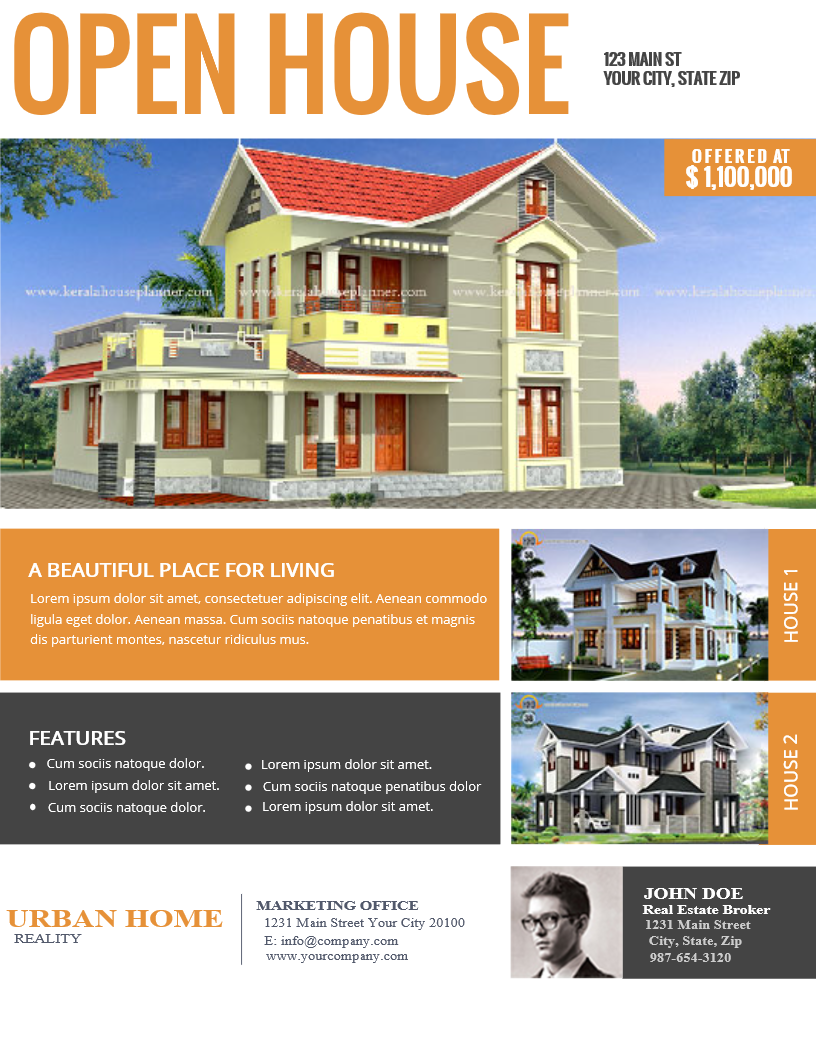 OPEN HOUSE
123 MAIN ST
YOUR CITY, STATE ZIP
OFFERED AT
$ 1,100,000
www.keralahouseplanner.com www.keralahouseplanner.com www.keralahouseplanner.com www.keralahouseplanner
A BEAUTIFUL PLACE FOR LIVING
Lorem ipsum dolor sit amet, consectetuer adipiscing elit. Aenean commodo
ligula eget dolor. Aenean massa. Cum sociis natoque penatibus et magnis
dis parturient montes, nascetur ridiculus mus.
HOUSE 1
FEATURES
Cum sociis natoque dolor.
Lorem ipsum dolor sit amet.
Cum sociis natoque dolor.
Lorem ipsum dolor sit amet.
Cum sociis natoque penatibus dolor
Lorem ipsum dolor sit amet.
HOUSE 2
URBAN HOME
REALITY
MARKETING OFFICE
1231 Main Street Your City 20100
E: info@company.com
www.yourcompany.com
JOHN DOE
Real Estate Broker
1231 Main Street
City, State, Zip
987-654-3120